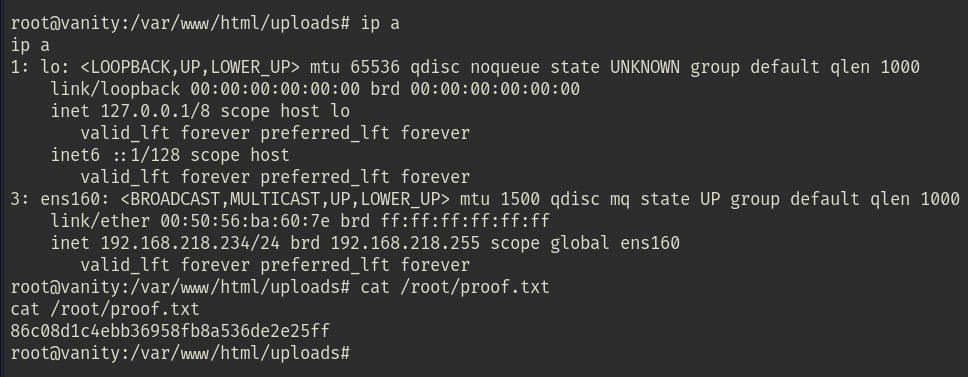 root@vanity:/var/www/html/uploads# ip a
ip a
1: lo: <LOOPBACK,UP,LOWER_UP> mtu 65536 qdisc noqueue state UNKNOWN group default qlen 1000
    link/loopback 00:00:00:00:00:00 brd 00:00:00:00:00:00
    inet 127.0.0.1/8 scope host lo
       valid_lft forever preferred_lft forever
    inet6 ::1/128 scope host
       valid_lft forever preferred_lft forever
3: ens160: <BROADCAST,MULTICAST,UP,LOWER_UP> mtu 1500 qdisc mq state UP group default qlen 1000
    link/ether 00:50:56:ba:60:7e brd ff:ff:ff:ff:ff:ff
    inet 192.168.218.234/24 brd 192.168.218.255 scope global ens160
       valid_lft forever preferred_lft forever
root@vanity:/var/www/html/uploads# cat /root/proof.txt
cat /root/proof.txt
86c08d1c4ebb36958fb8a536de2e25ff
root@vanity:/var/www/html/uploads#